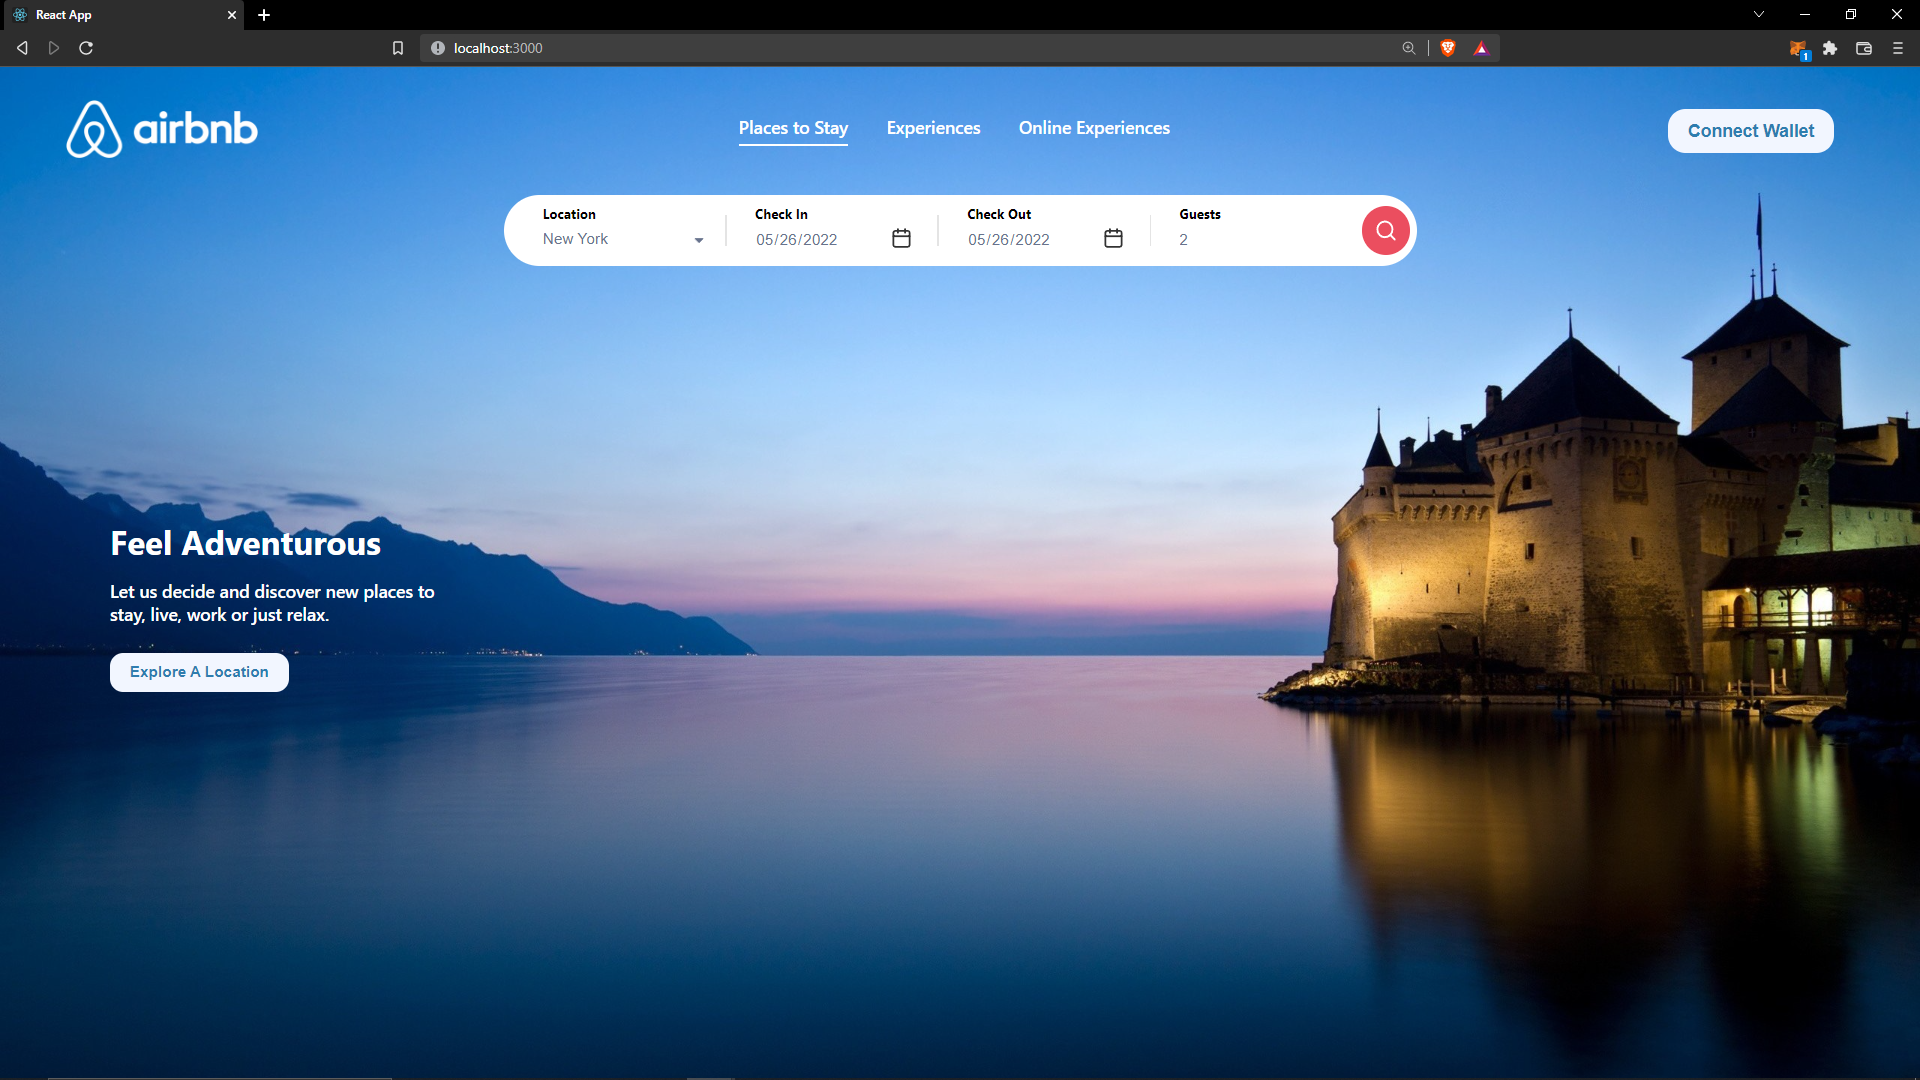 React App
localhost:3000
1
airbnb
Places to Stay
Experiences
Online Experiences
Connect Wallet
Location
Check In
Check Out
Guests
New York
05/26/2022
05/26/2022
2
Feel Adventurous
Let us decide and discover new places to
stay, live, work or just relax.
Explore A Location